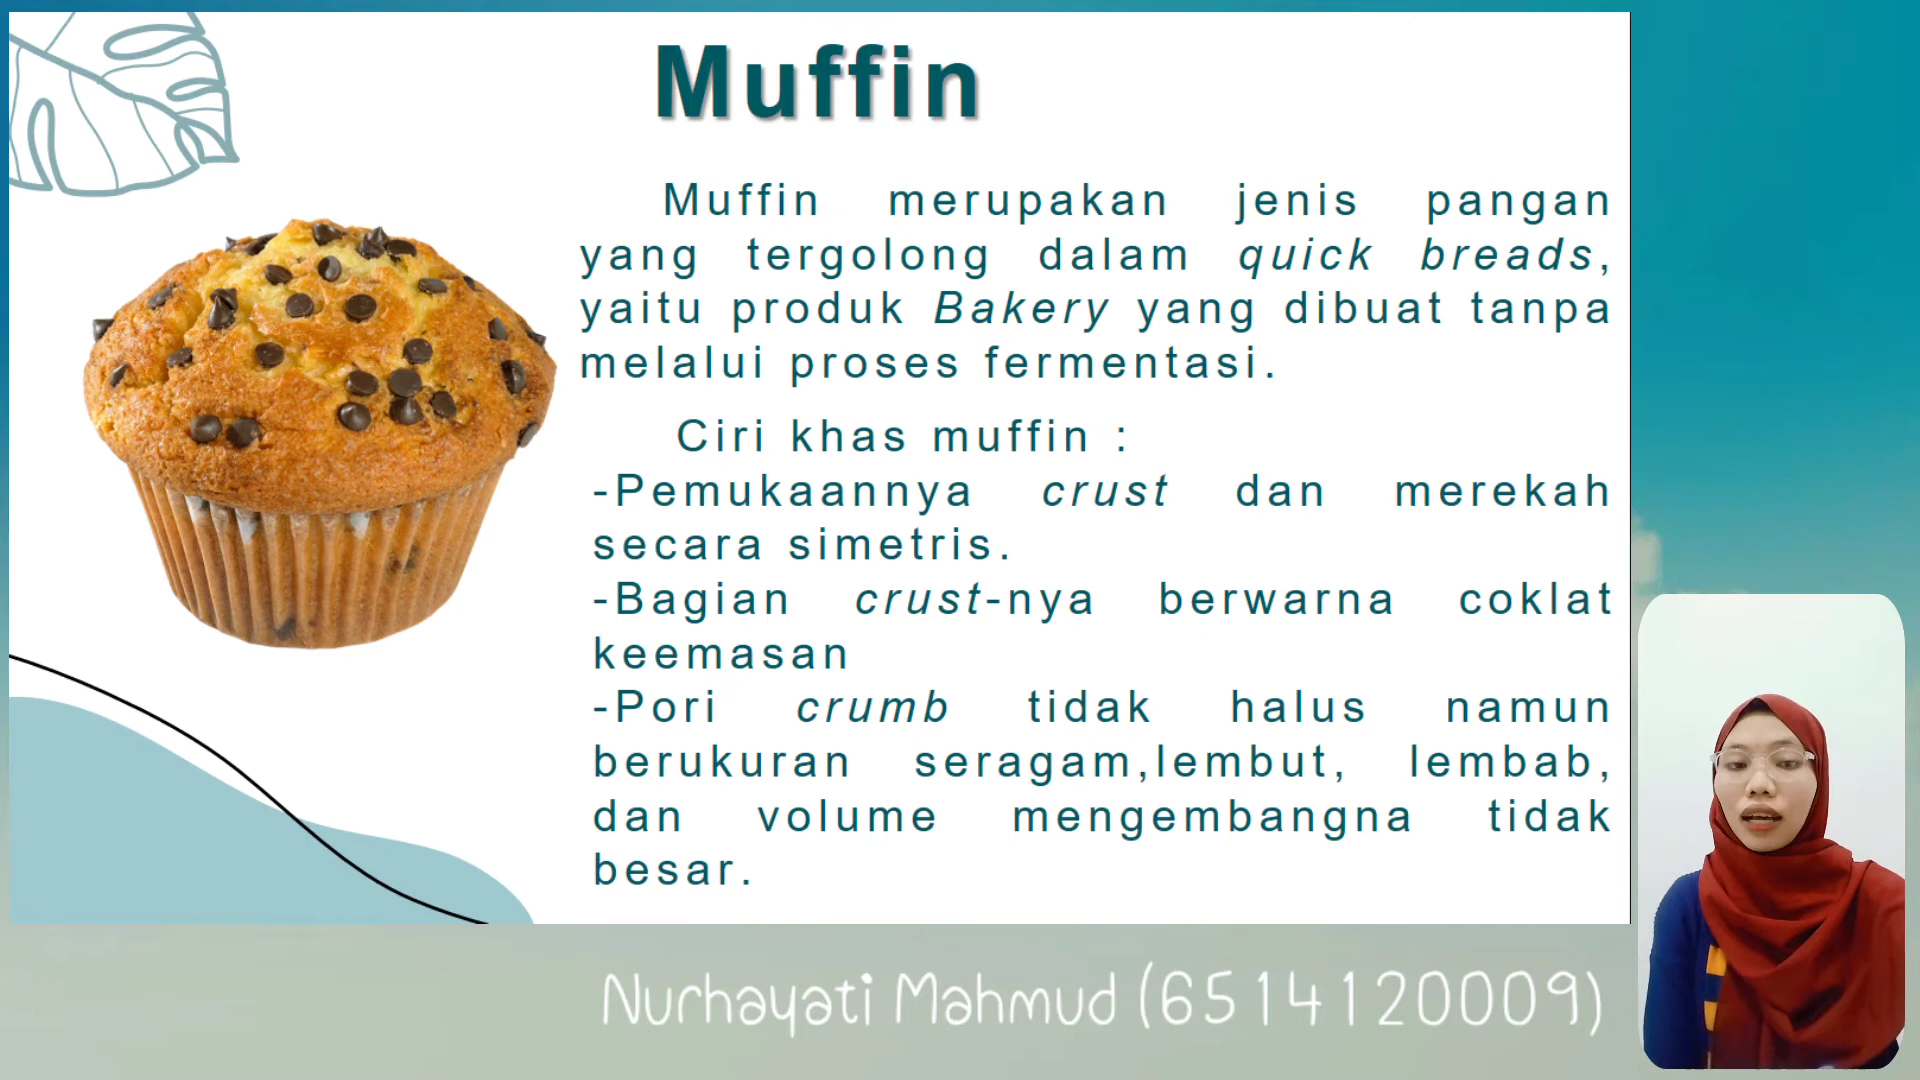 Muffin
Muffin merupakan jenis pangan
yang tergolong dalam quick breads,
yaitu produk Bakery yang dibuat tanpa
melalui proses fermentasi.
Ciri khas muffin :
-Pemukaannya crust dan merekah
secara simetris.
-Bagian crust-nya berwarna coklat
keemasan
-Pori crumb tidak halus namun
berukuran seragam,lembut, lembab,
dan volume mengembangna tidak
besar.
Nurhayati Mahmud (6514120009)